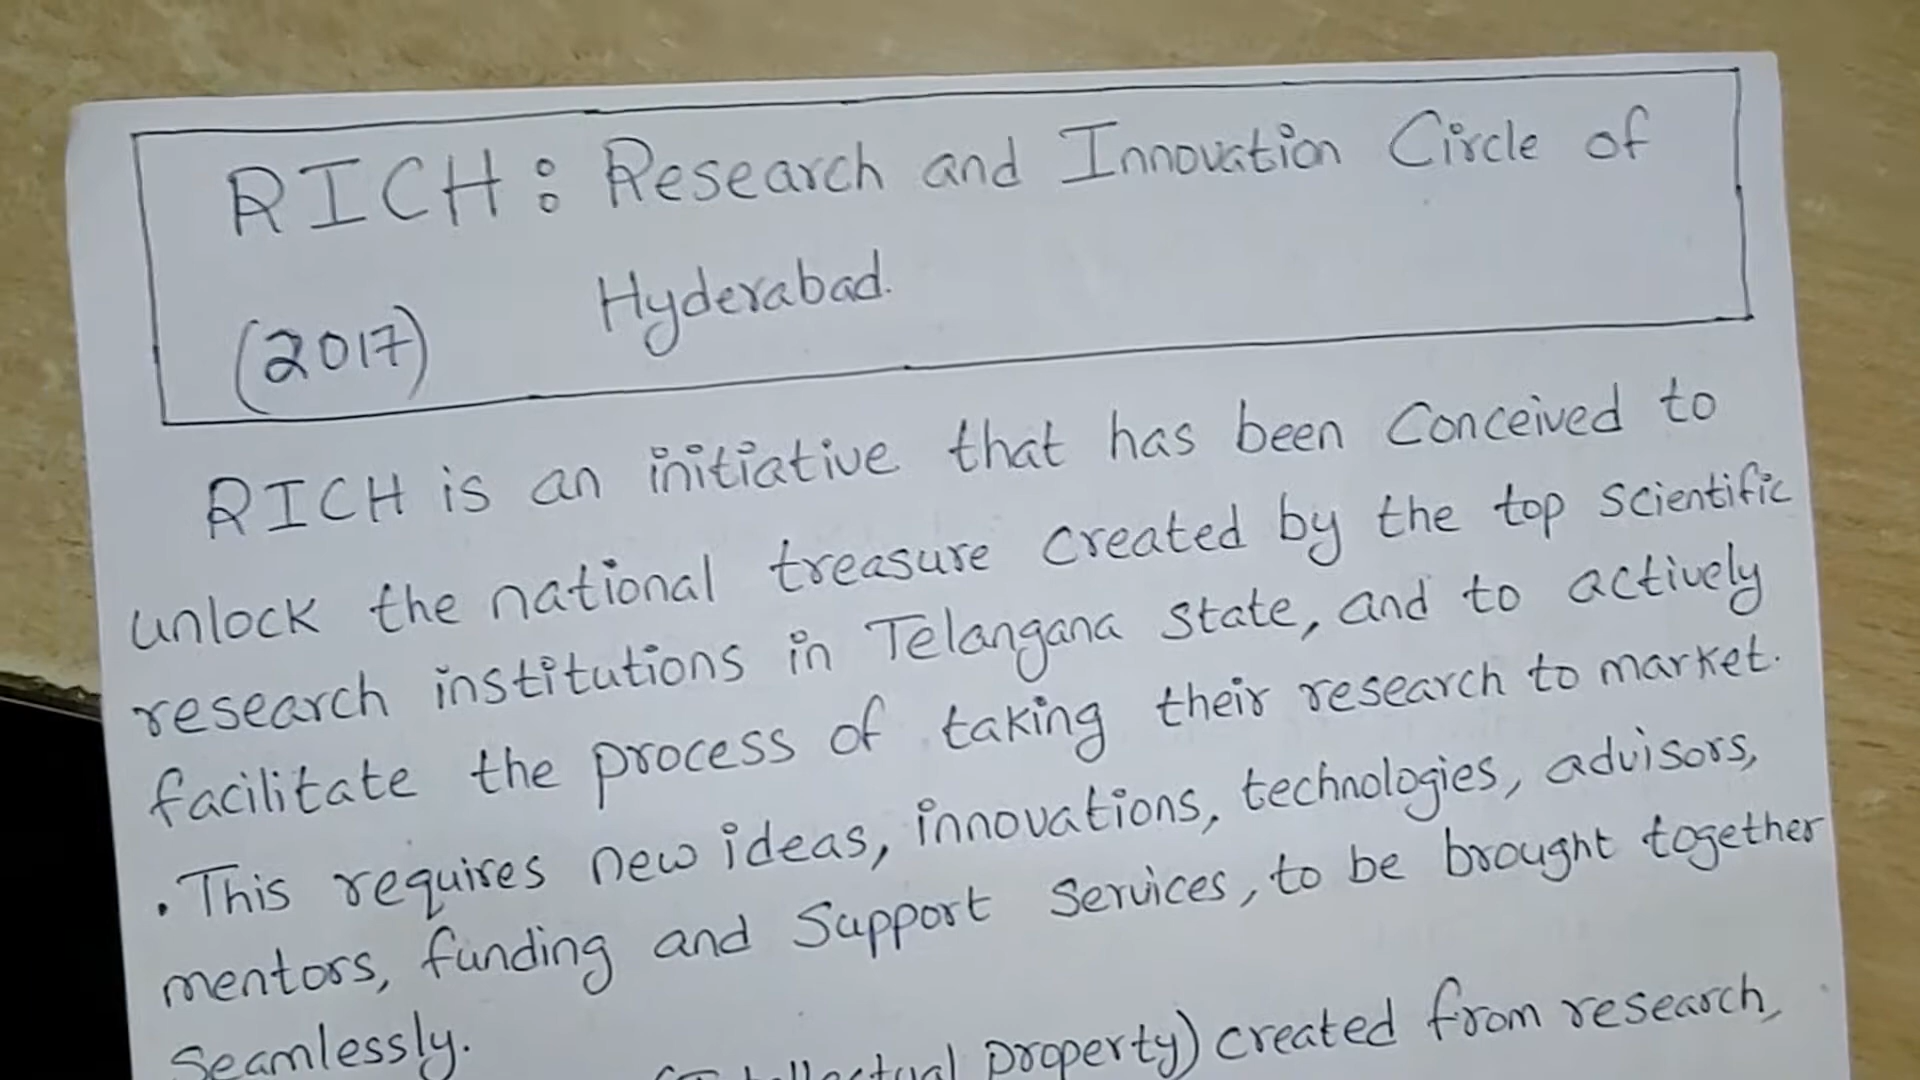 RICH: Research and Innovation Circle of
(2017) Hyderabad.
RICH is an initiative that has been Conceived to
unlock the national treasure created by the top Scientific
research institutions in Telangana State, and to actively
facilitate the process of taking their research to market.
. This requires new ideas, innovations, technologies, advisors,
mentors, funding and Support Services, to be brought together
Seamlessly.
property) created from research,